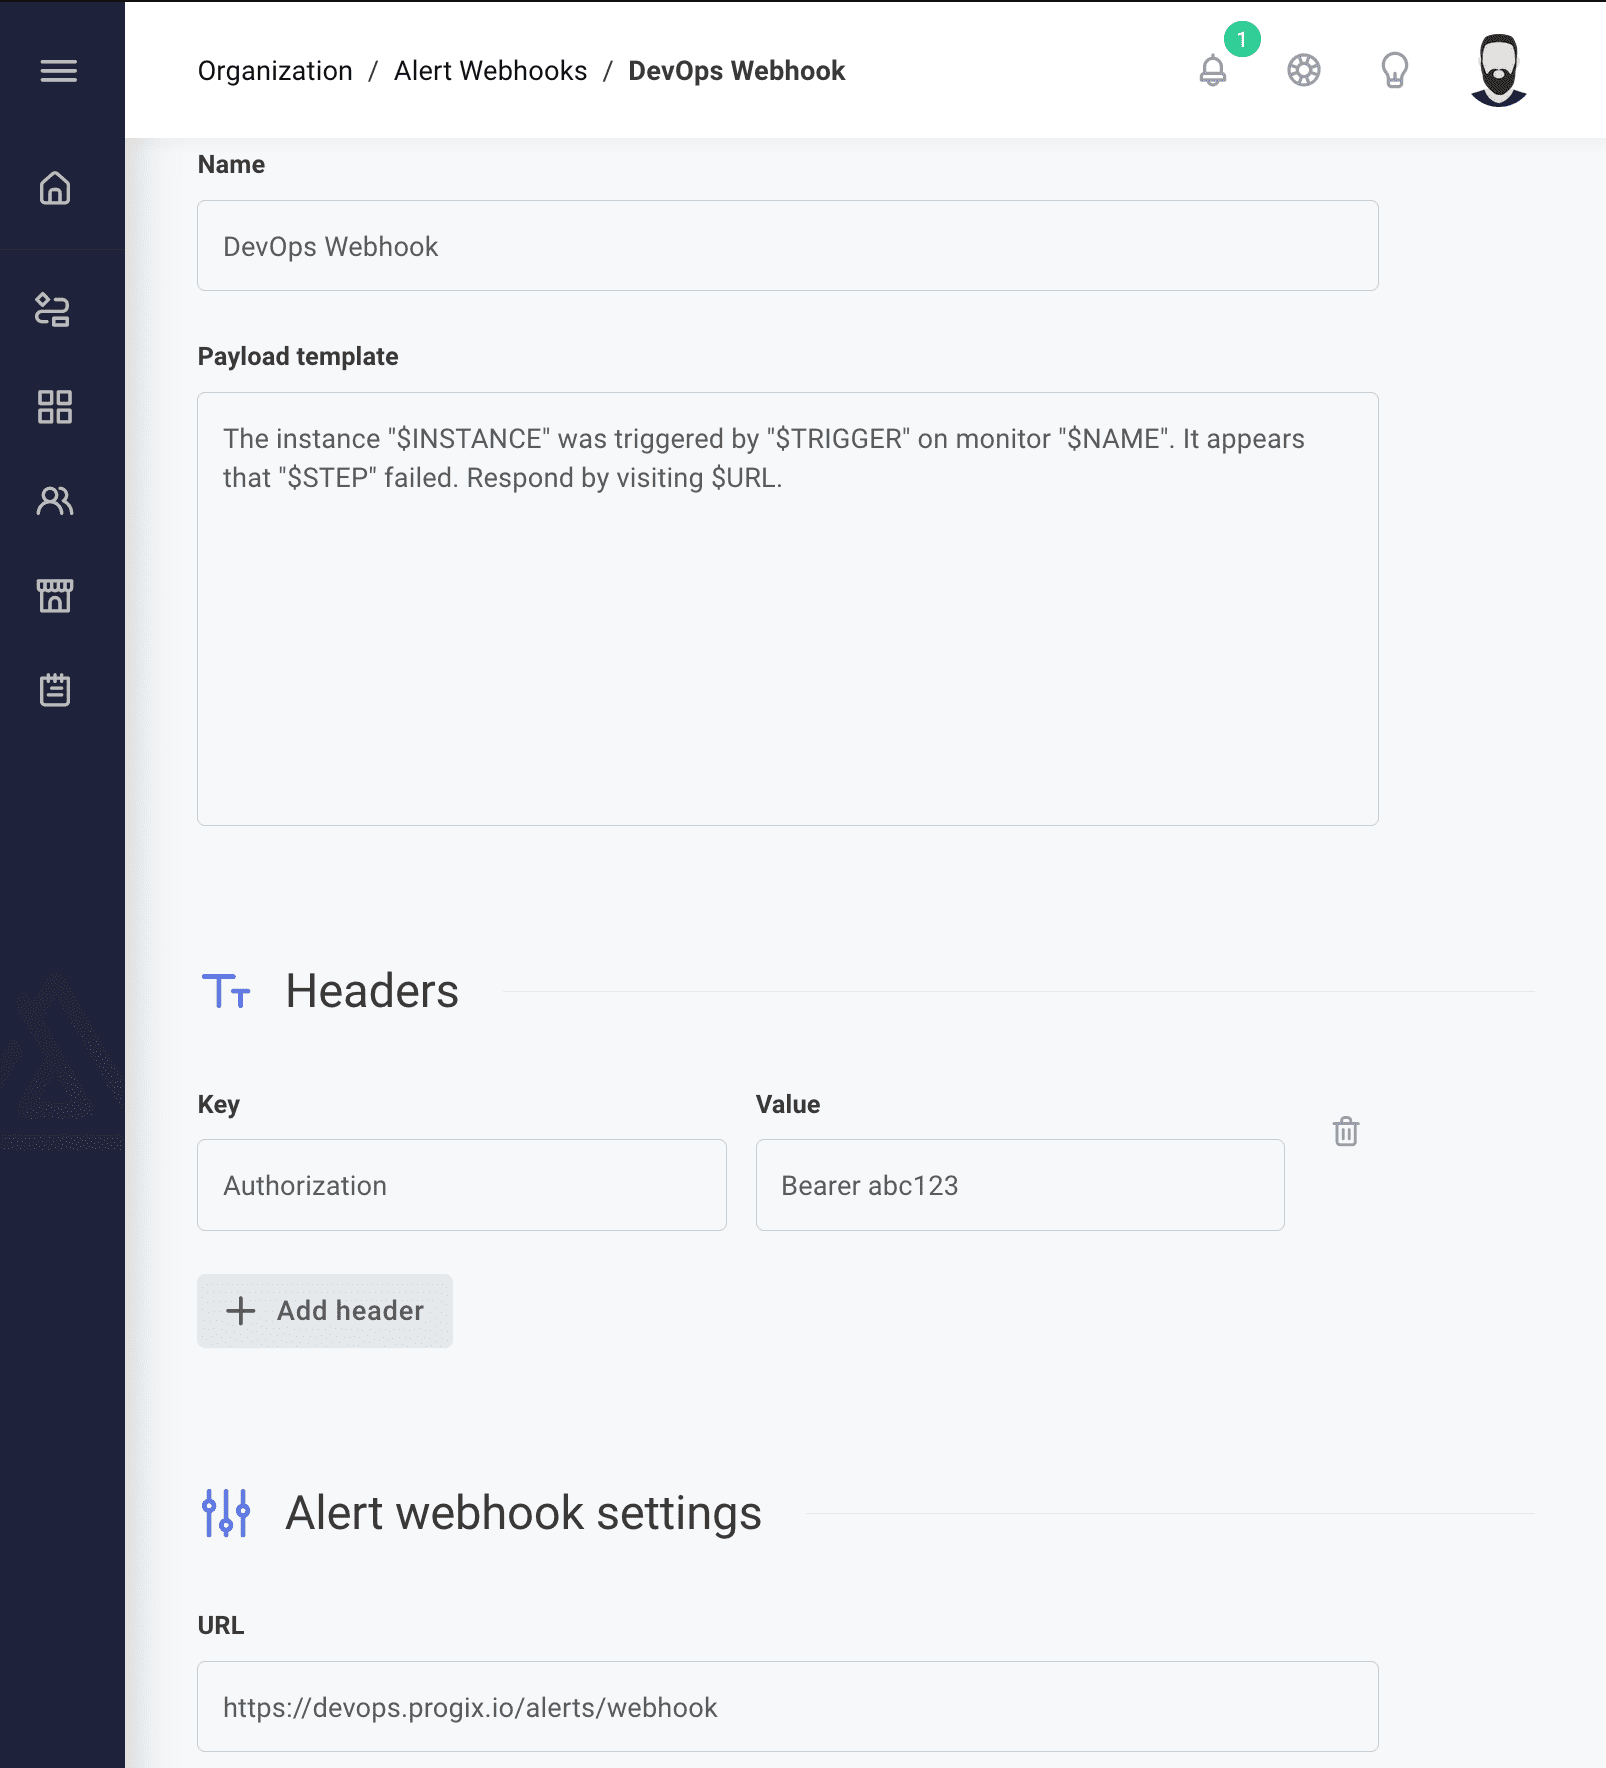 Organization / Alert Webhooks / DevOps Webhook
1
Name
DevOps Webhook
Payload template
The instance "$INSTANCE" was triggered by "$TRIGGER" on monitor "$NAME". It appears
that "$STEP" failed. Respond by visiting $URL.
Headers
Key
Value
Authorization
Bearer abc123
Add header
Alert webhook settings
URL
https://devops.progix.io/alerts/webhook